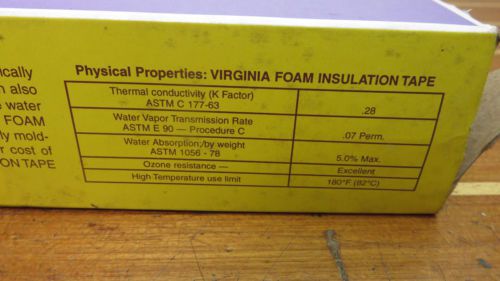 Physical Properties: VIRGINIA FOAM INSULATION TAPE
Thermal conductivity (K Factor)
ASTM C 177-63
.28
Water Vapor Transmission Rate
ASTM E 90 — Procedure C
.07 Perm.
Water Absorption,/by weight
ASTM 1056 - 78
5.0% Max.
Ozone resistance —
Excellent
High Temperature use limit
180°F (82°C)
ically
n also
e water
FOAM
ly mold-
r cost of
ION TAPE